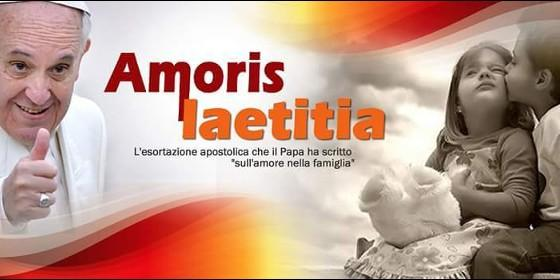 Amoris
laetitia
L'esortazione apostolica che il Papa ha scritto
"sull'amore nella famiglia"